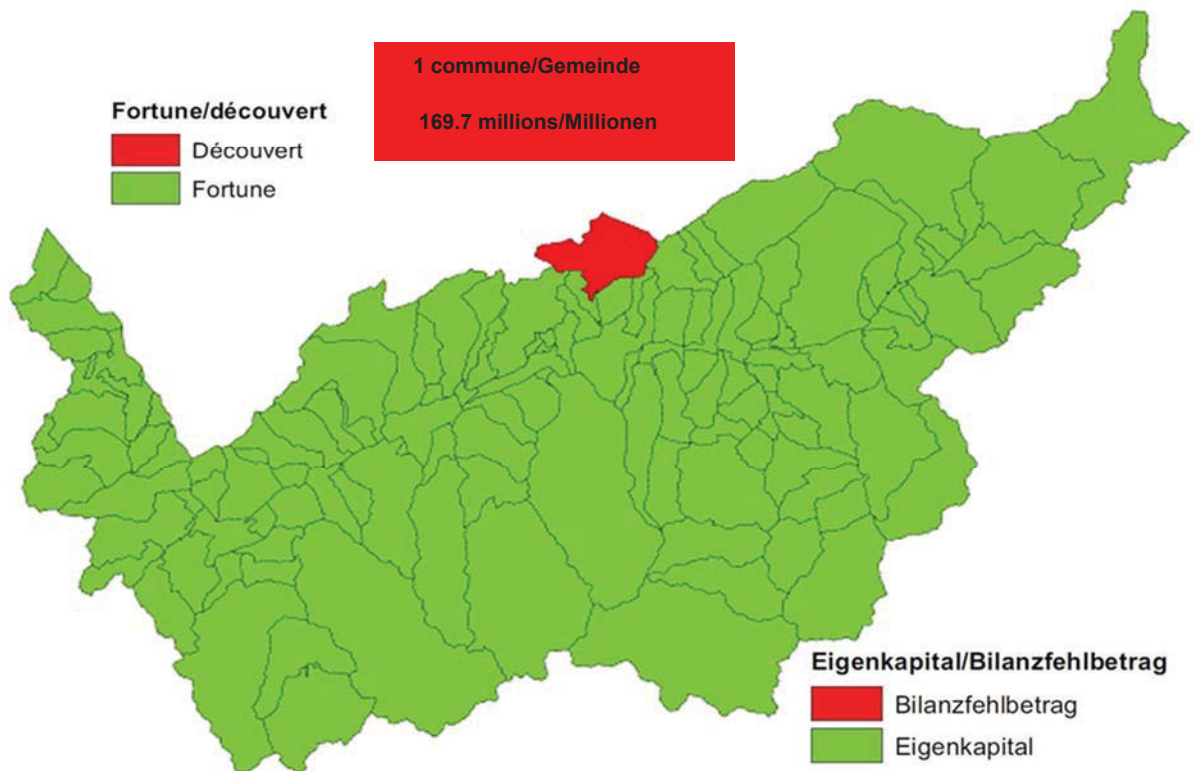 1 commune/Gemeinde
169.7 millions/Millionen
Fortune/découvert
Découvert
Fortune
Eigenkapital/Bilanzfehlbetrag
Bilanzfehlbetrag
Eigenkapital